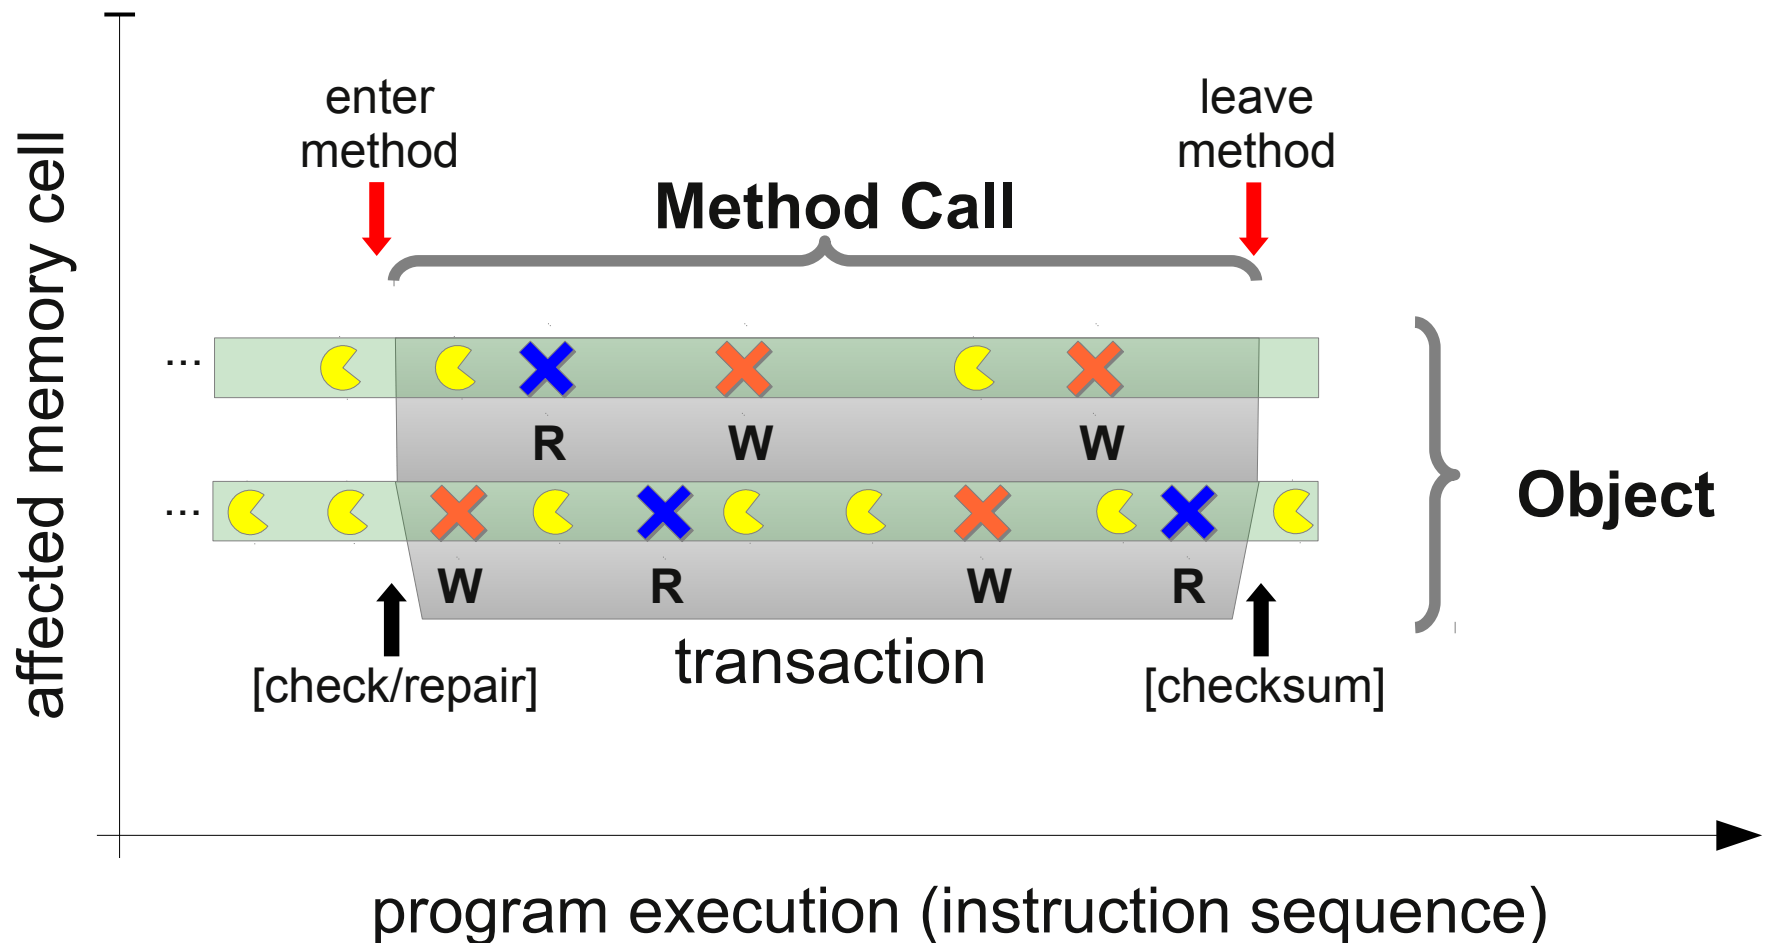 enter
method
leave
method
Method Call
affected memory cell
...
R
W
W
...
W
R
W
R
Object
[check/repair]
transaction
[checksum]
program execution (instruction sequence)